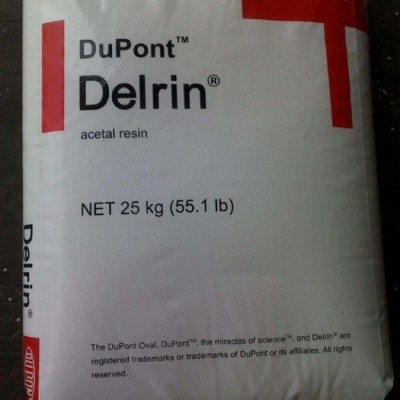 DuPont™
Delrin®
acetal resin
NET 25 kg (55.1 lb)
Delrin®
The DuPont Oval, DuPont™, the miracles of science™, and Delrin® are
registered trademarks or trademarks of DuPont or its affiliates. All rights
reserved.